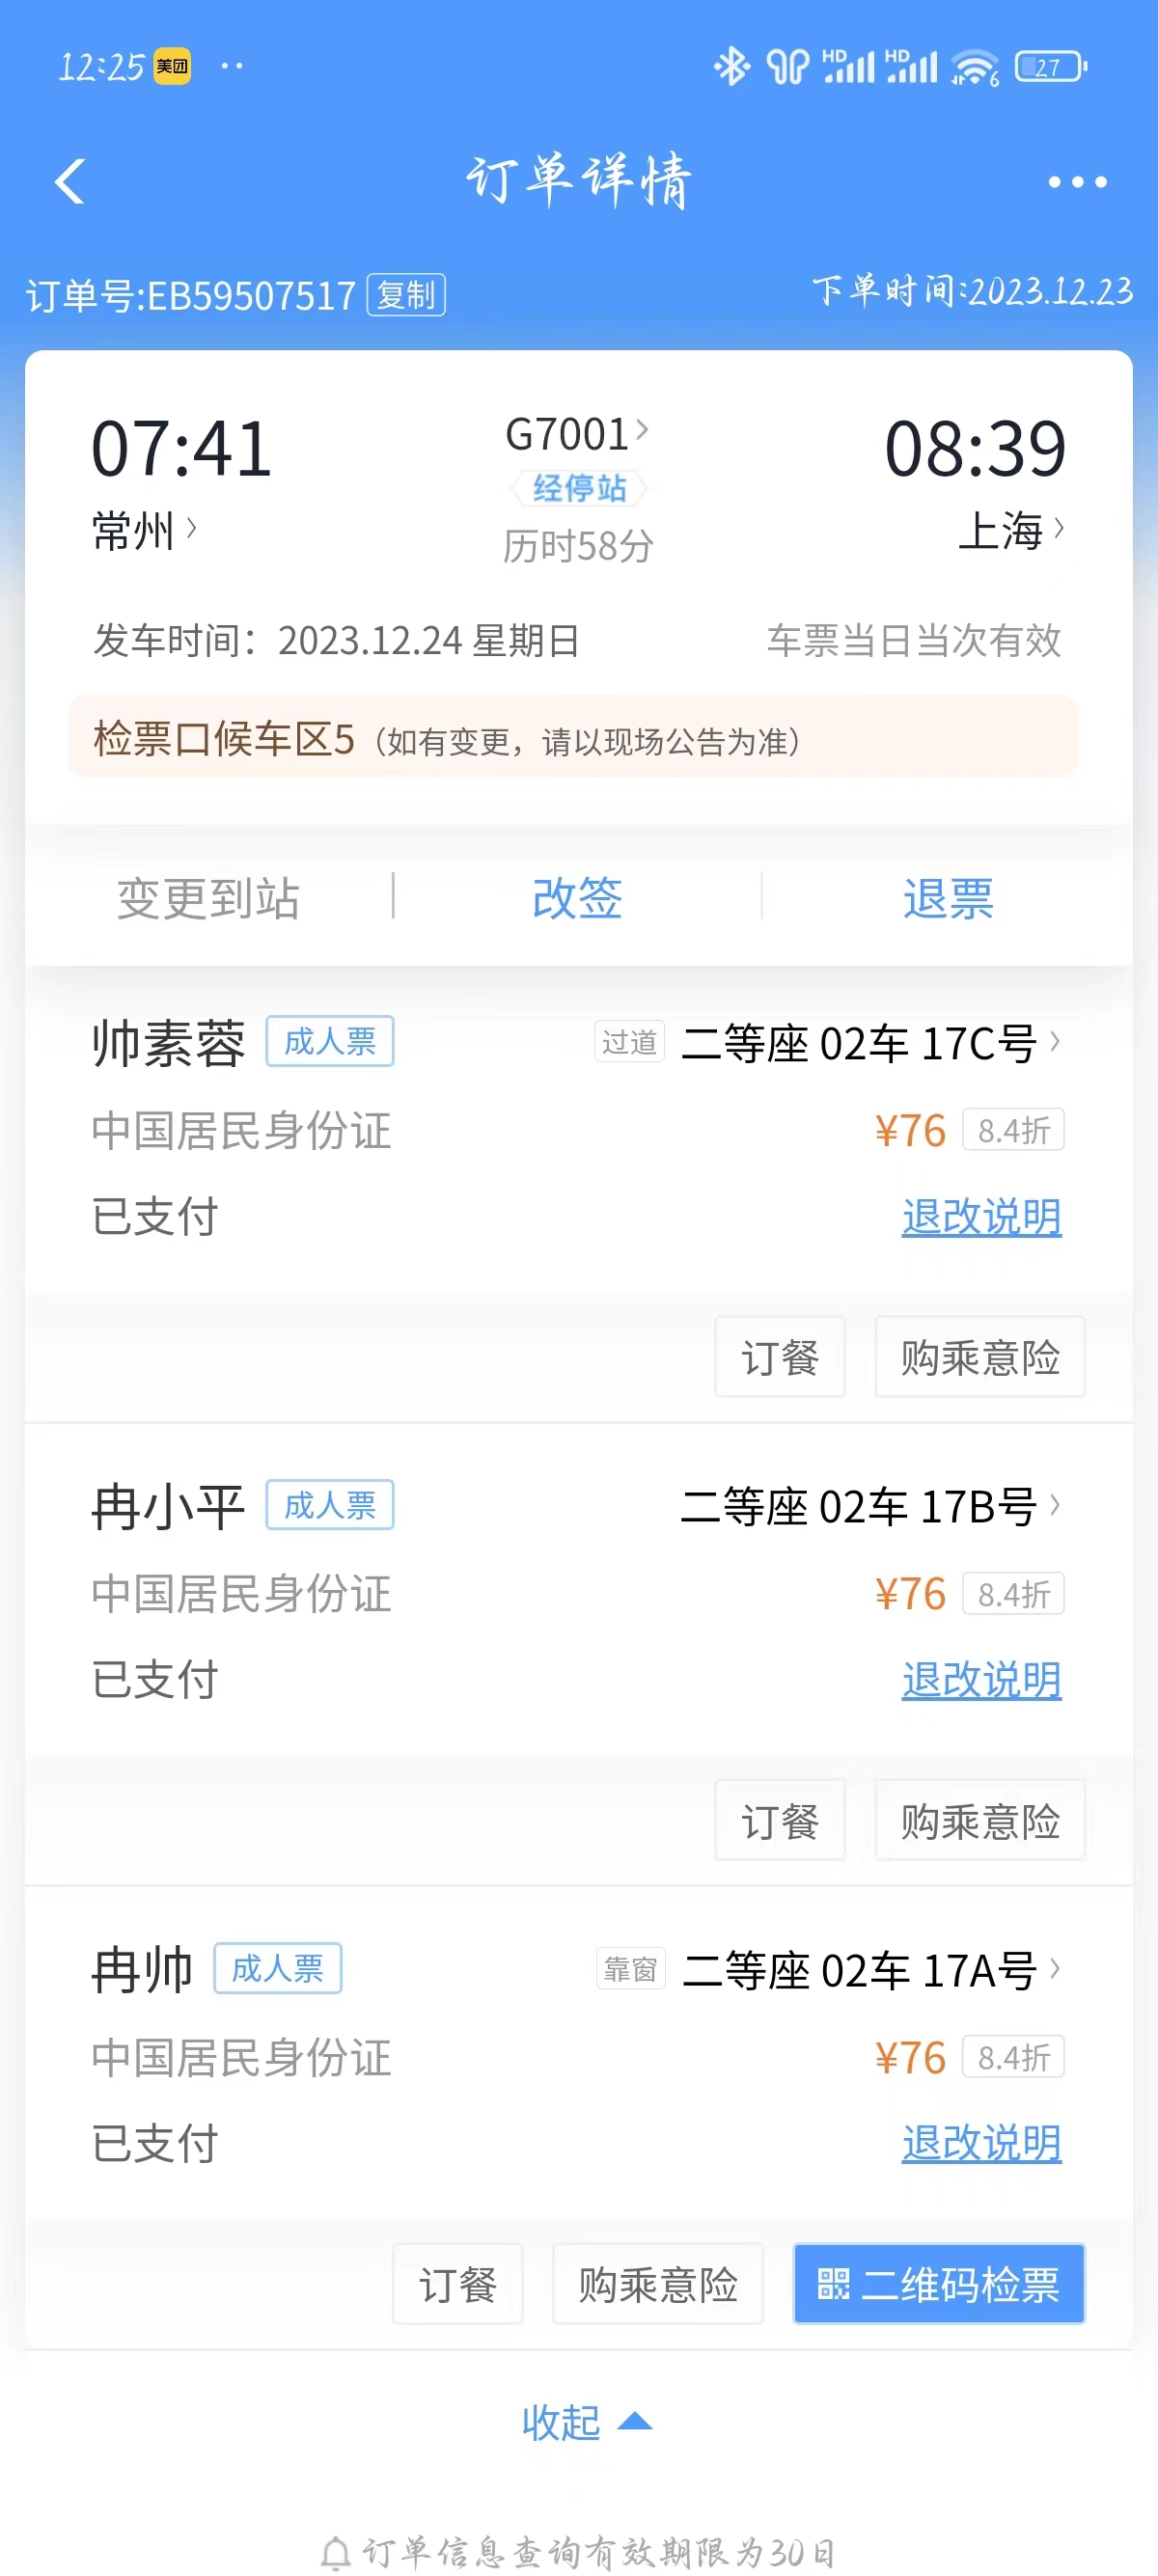 12:25 美团 ··
HD HD 6 27
订单详情
订单号:EB59507517 复制 下单时间:2023.12.23
07:41 G7001 08:39
经停站
常州 上海
历时58分
发车时间：2023.12.24 星期日 车票当日当次有效
检票口候车区5（如有变更，请以现场公告为准）
变更到站 改签 退票
帅素蓉 成人票 过道 二等座 02车 17C号
中国居民身份证 ¥76 8.4折
已支付 退改说明
订餐 购乘意险
冉小平 成人票 二等座 02车 17B号
中国居民身份证 ¥76 8.4折
已支付 退改说明
订餐 购乘意险
冉帅 成人票 靠窗 二等座 02车 17A号
中国居民身份证 ¥76 8.4折
已支付 退改说明
订餐 购乘意险 二维码检票
收起
订单信息查询有效期限为30日